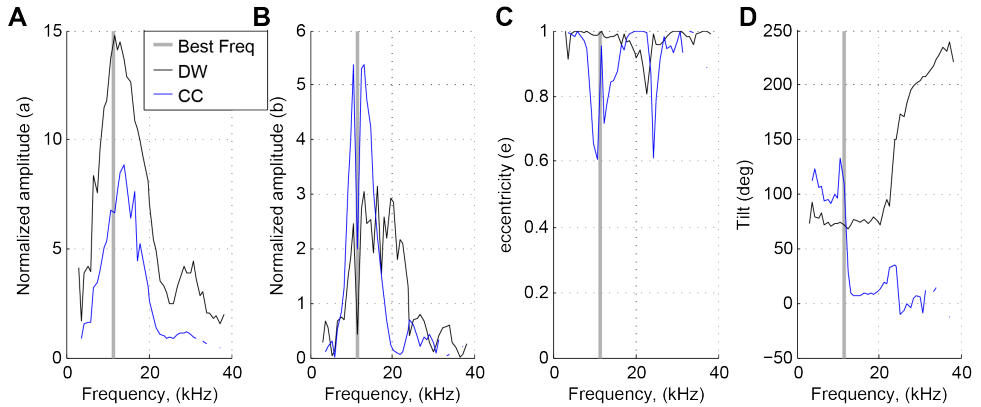 A
B
C
D
15
10
5
0
Normalized amplitude (a)
0
20
40
Frequency, (kHz)
Best Freq
DW
CC
6
5
4
3
2
1
0
Normalized amplitude (b)
0
20
40
Frequency, (kHz)
1
0.8
0.6
0.4
0.2
0
eccentricity (e)
0
20
40
Frequency, (kHz)
250
200
150
100
50
0
−50
Tilt (deg)
0
20
40
Frequency, (kHz)